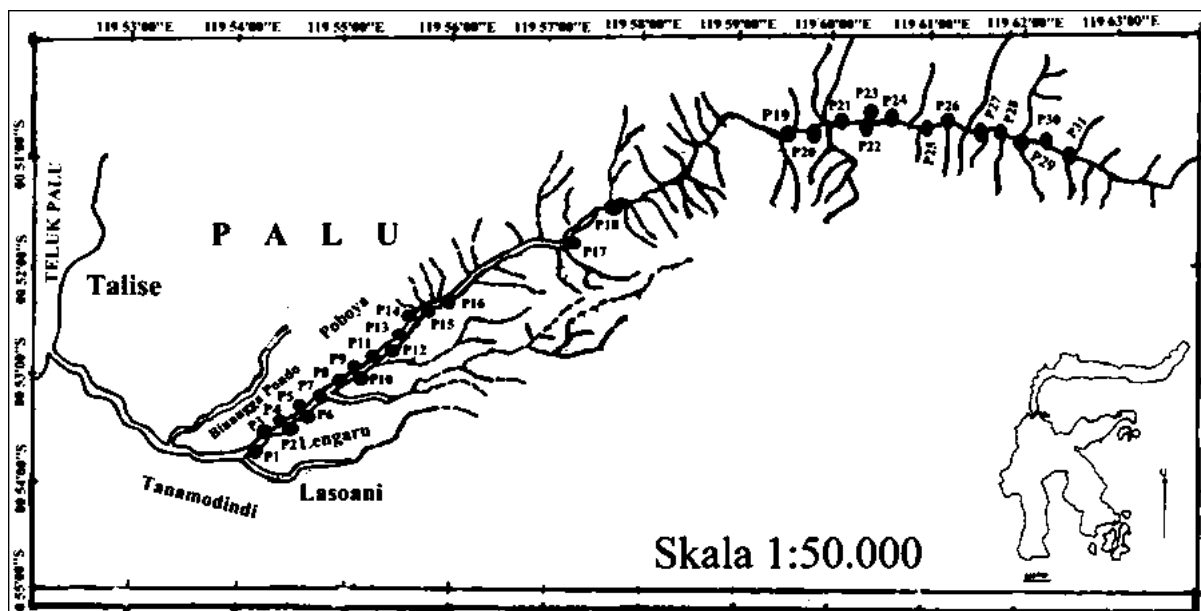 119 53'00"E
119 54'00"E
119 55'00"E
119 56'00"E
119 57'00"E
119 58'00"E
119 59'00"E
119 60'00"E
119 61'00"E
119 62'00"E
119 63'00"E
00 51'00"S
00 52'00"S
00 53'00"S
00 54'00"S
00 55'00"S
TELUK PALU
PALU
Talise
Poboya
Pondo
Lasoani
Tanamodindi
P1
P2
P3
P4
P5
P6
P7
P8
P9
P10
P11
P12
P13
P14
P15
P16
P17
P18
P19
P20
P21
P22
P23
P24
P25
P26
P27
P28
P29
P30
P31
Skala 1:50.000